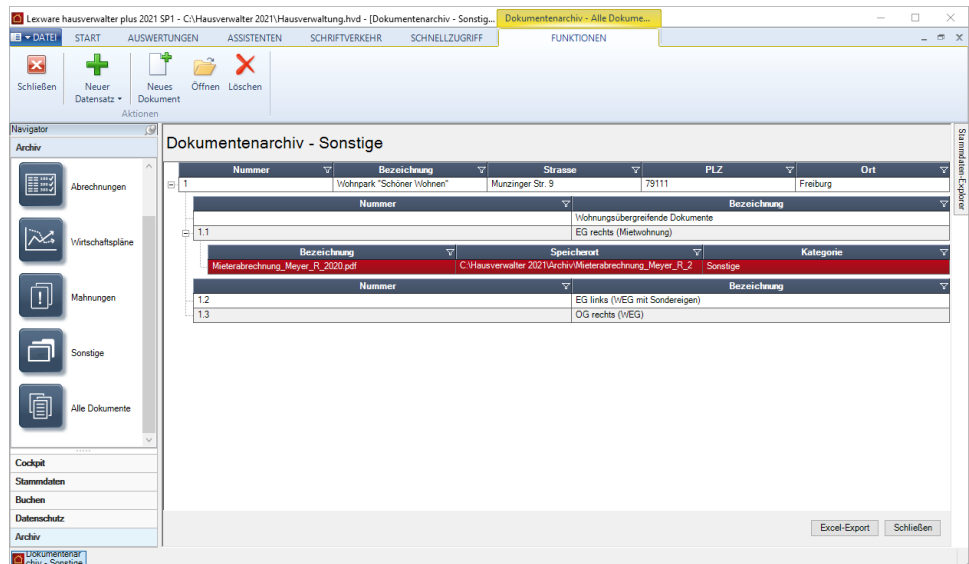 Lexware hausverwalter plus 2021 SP1 - C:\Hausverwalter 2021\Hausverwaltung.hvd - [Dokumentenarchiv - Sonstig...
Dokumentenarchiv - Alle Dokume...
DATEI START AUSWERTUNGEN ASSISTENTEN SCHRIFTVERKEHR SCHNELLZUGRIFF FUNKTIONEN
Schließen Neuer Datensatz Neues Dokument Öffnen Löschen
Aktionen
Navigator
Archiv
Abrechnungen
Wirtschaftspläne
Mahnungen
Sonstige
Alle Dokumente
Cockpit
Stammdaten
Buchen
Datenschutz
Archiv
Dokumentenarchiv - Sonstige
Nummer Bezeichnung Strasse PLZ Ort
1 Wohnpark "Schöner Wohnen" Munzinger Str. 9 79111 Freiburg
Nummer Bezeichnung
Wohnungsübergreifende Dokumente
1.1 EG rechts (Mietwohnung)
Bezeichnung Speicherort Kategorie
Mieterabrechnung_Meyer_R_2020.pdf C:\Hausverwalter 2021\Archiv\Mieterabrechnung_Meyer_R_2 Sonstige
Nummer Bezeichnung
1.2 EG links (WEG mit Sondereigen)
1.3 OG rechts (WEG)
Excel-Export Schließen
Stammdaten-Explorer
Dokumentenar
chiv - Sonstige